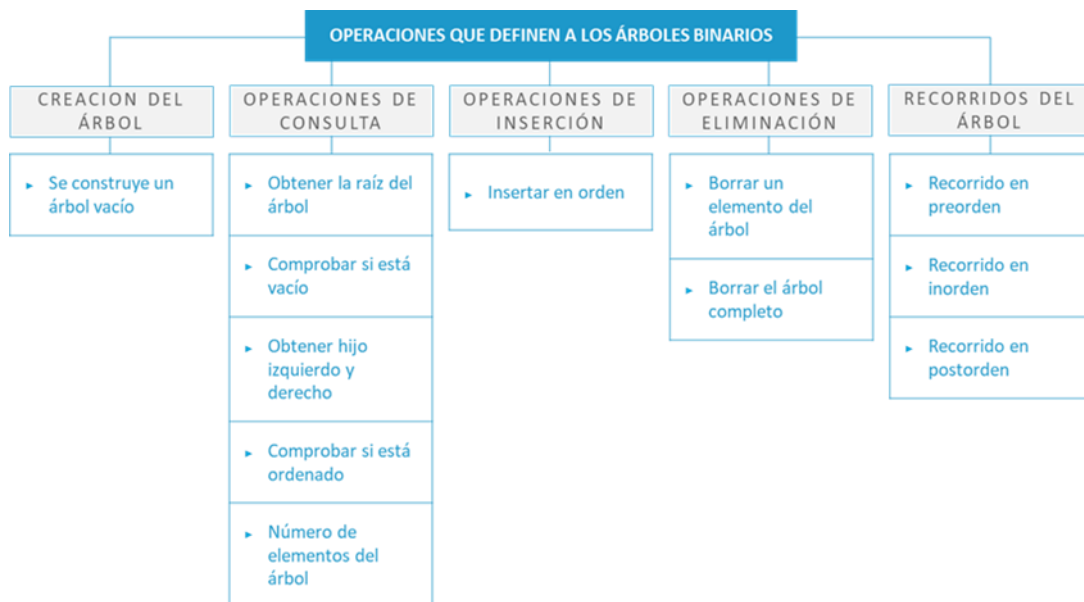 OPERACIONES QUE DEFINEN A LOS ÁRBOLES BINARIOS
CREACION DEL
ÁRBOL
► Se construye un
árbol vacío
OPERACIONES DE
CONSULTA
► Obtener la raíz del
árbol
► Comprobar si está
vacío
► Obtener hijo
izquierdo y
derecho
► Comprobar si está
ordenado
► Número de
elementos del
árbol
OPERACIONES DE
INSERCIÓN
► Insertar en orden
OPERACIONES DE
ELIMINACIÓN
► Borrar un
elemento del
árbol
► Borrar el árbol
completo
RECORRIDOS DEL
ÁRBOL
► Recorrido en
preorden
► Recorrido en
inorden
► Recorrido en
postorden